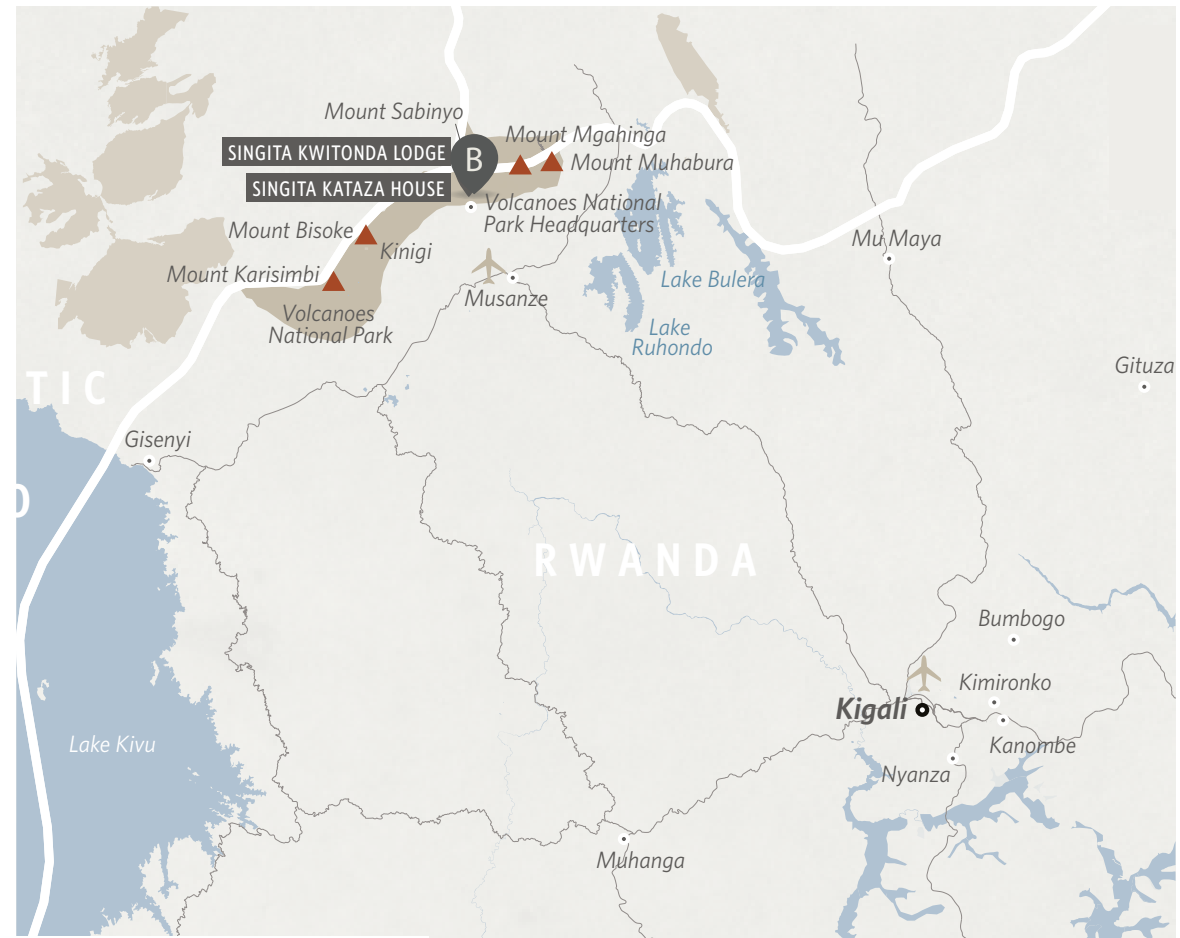 Mount Sabinyo
Mount Mgahinga
SINGITA KWITONDA LODGE
B
Mount Muhabura
SINGITA KATAZA HOUSE
Volcanoes National
Park Headquarters
Mount Bisoke
Kinigi
Mu Maya
Mount Karisimbi
Lake Bulera
Musanze
Volcanoes
National Park
Lake
Ruhondo
Gituza
TIC
Gisenyi
O
RWANDA
Bumbogo
Kimironko
Kigali
Lake Kivu
Kanombe
Nyanza
Muhanga